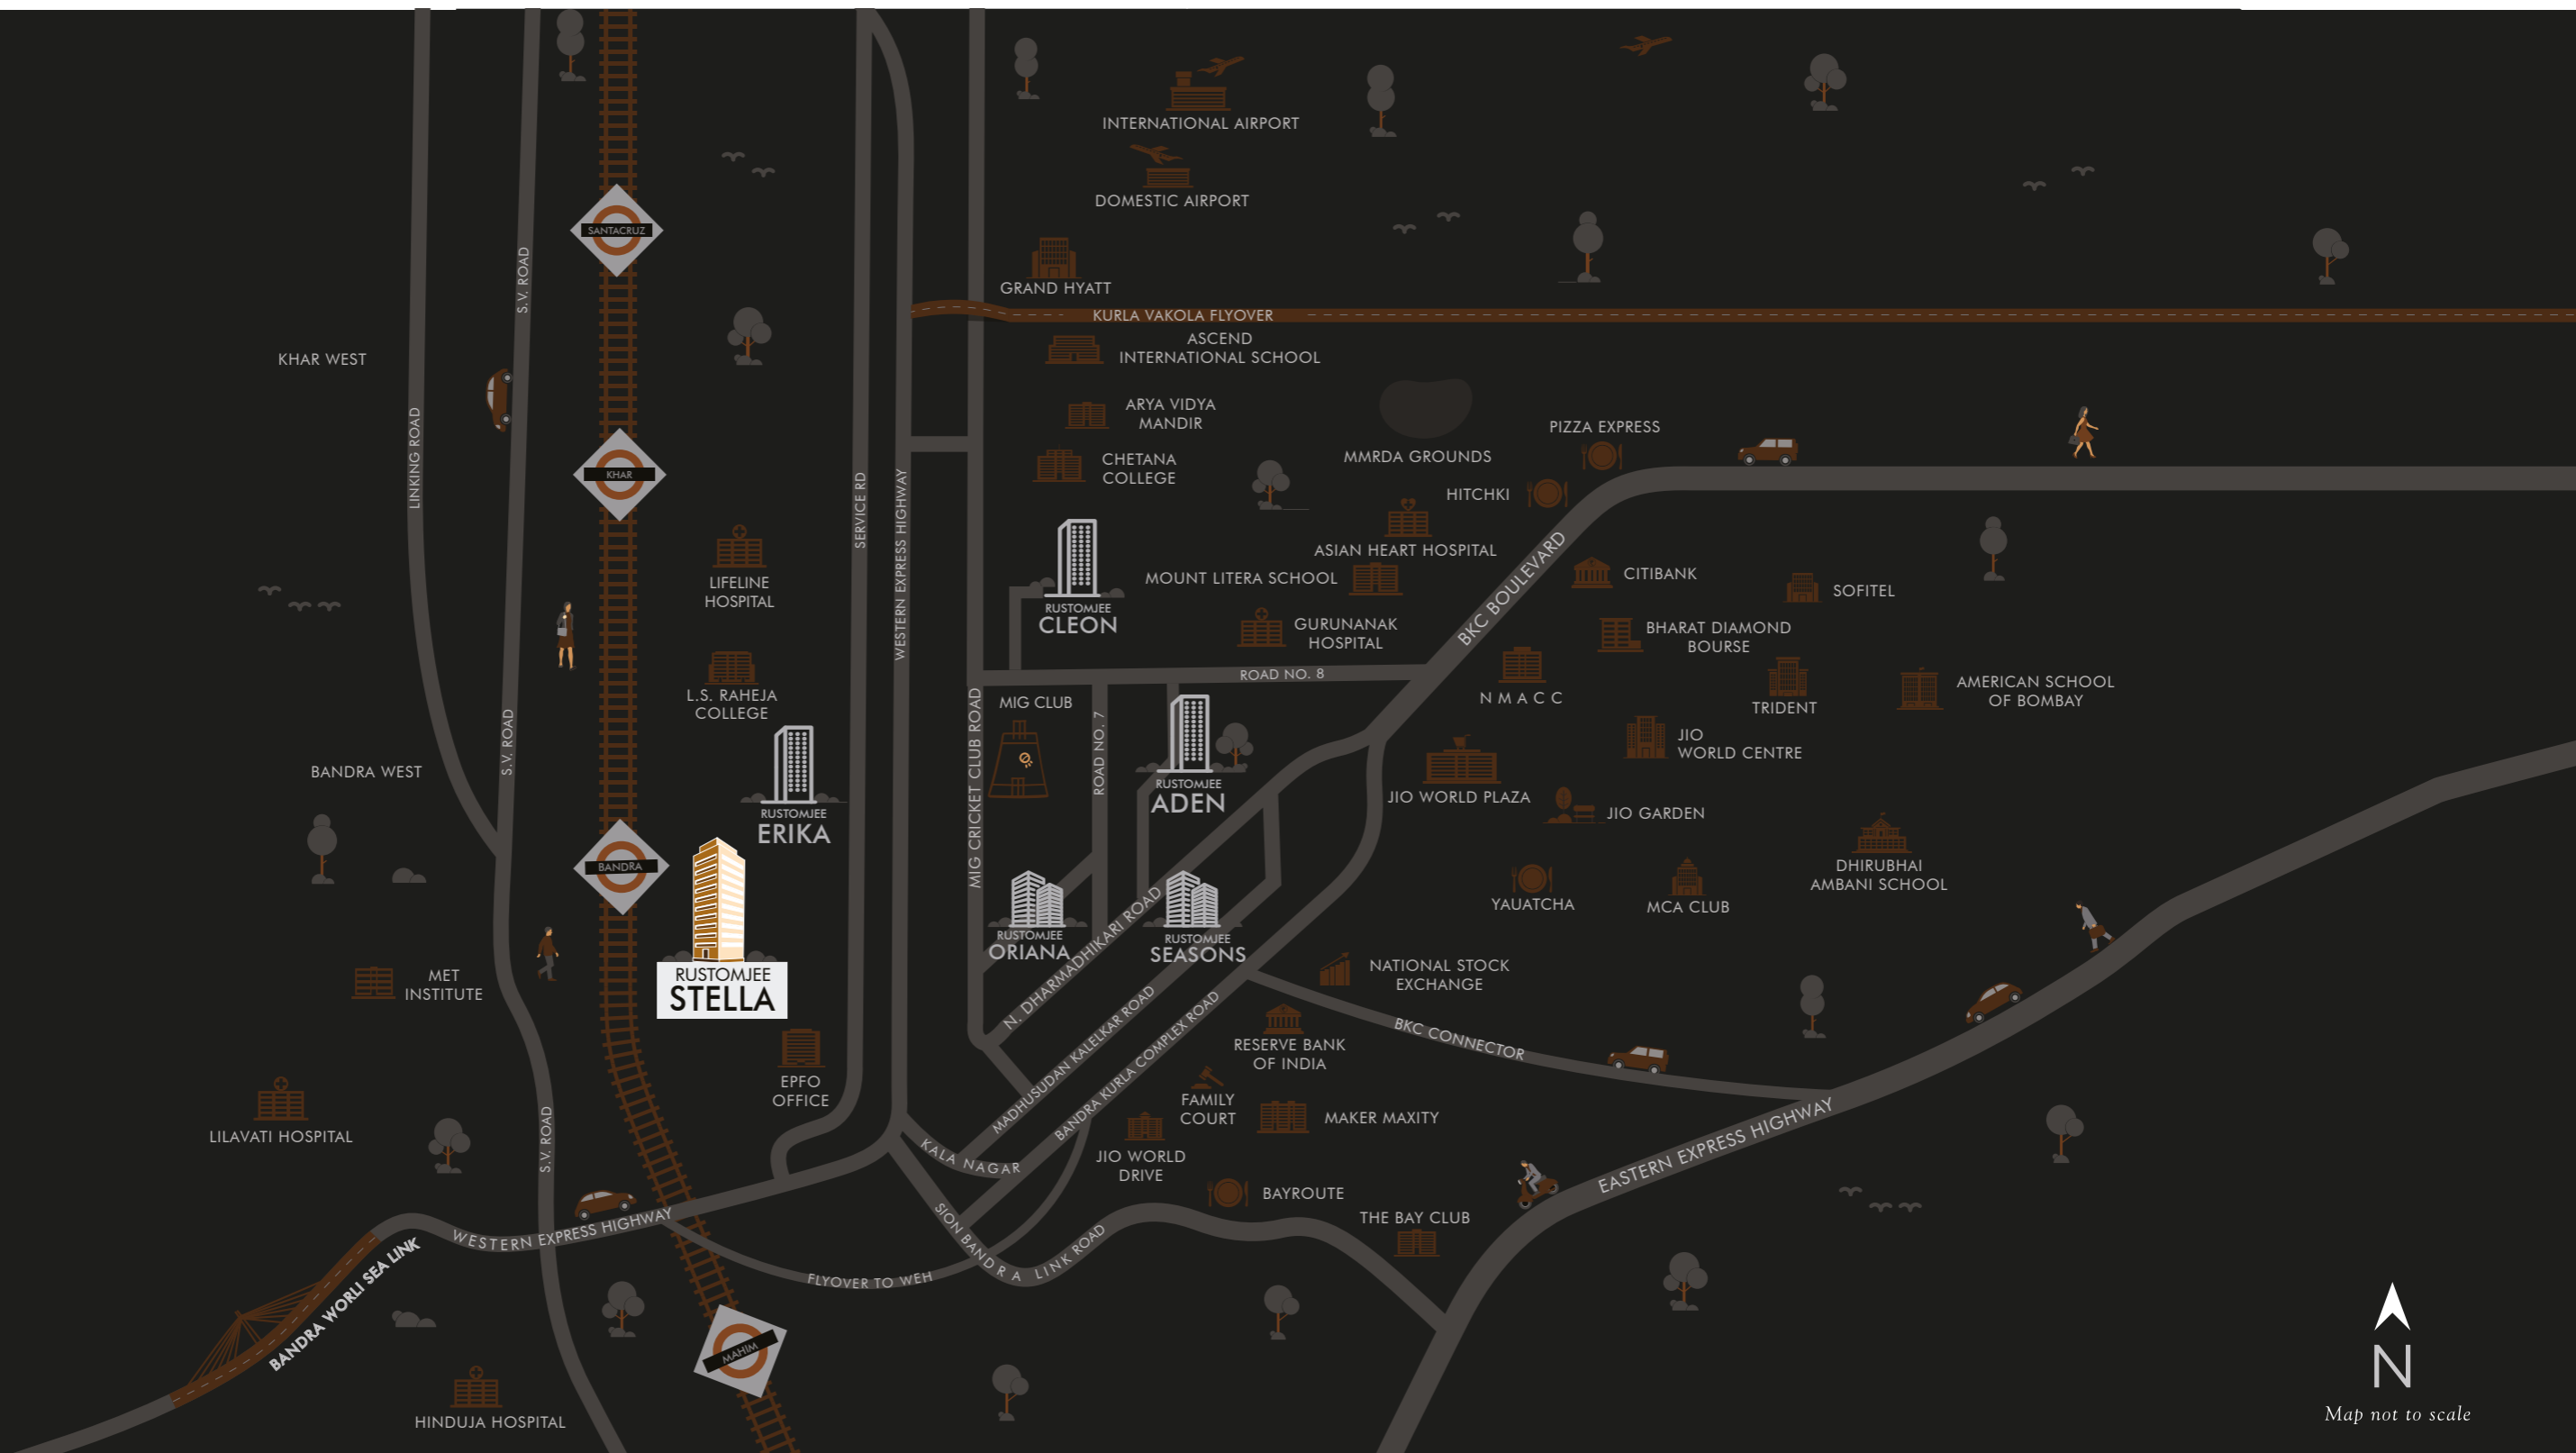 INTERNATIONAL AIRPORT
DOMESTIC AIRPORT
SANTACRUZ
S.V. ROAD
GRAND HYATT
KURLA VAKOLA FLYOVER
ASCEND
INTERNATIONAL SCHOOL
KHAR WEST
ARYA VIDYA
MANDIR
PIZZA EXPRESS
LINKING ROAD
KHAR
CHETANA
COLLEGE
MMRDA GROUNDS
HITCHKI
SERVICE RD
WESTERN EXPRESS HIGHWAY
ASIAN HEART HOSPITAL
MOUNT LITERA SCHOOL
BKC BOULEVARD
CITIBANK
SOFITEL
LIFELINE
HOSPITAL
RUSTOMJEE
CLEON
GURUNANAK
HOSPITAL
BHARAT DIAMOND
BOURSE
ROAD NO. 8
L.S. RAHEJA
COLLEGE
MIG CLUB
NMACC
TRIDENT
AMERICAN SCHOOL
OF BOMBAY
S.V. ROAD
MIG CRICKET CLUB ROAD
ROAD NO. 7
JIO
WORLD CENTRE
BANDRA WEST
RUSTOMJEE
ERIKA
RUSTOMJEE
ADEN
JIO WORLD PLAZA
JIO GARDEN
BANDRA
DHIRUBHAI
AMBANI SCHOOL
YAUATCHA
MCA CLUB
RUSTOMJEE
ORIANA
N. DHARMADHIKARI ROAD
RUSTOMJEE
SEASONS
MET
INSTITUTE
RUSTOMJEE
STELLA
NATIONAL STOCK
EXCHANGE
MADHUSUDAN KALELKAR ROAD
BANDRA KURLA COMPLEX ROAD
RESERVE BANK
OF INDIA
BKC CONNECTOR
EPFO
OFFICE
FAMILY
COURT
MAKER MAXITY
LILAVATI HOSPITAL
S.V. ROAD
KALA NAGAR
JIO WORLD
DRIVE
EASTERN EXPRESS HIGHWAY
BAYROUTE
THE BAY CLUB
WESTERN EXPRESS HIGHWAY
SION BANDRA LINK ROAD
BANDRA WORLI SEA LINK
FLYOVER TO WEH
MAHIM
HINDUJA HOSPITAL
N
Map not to scale